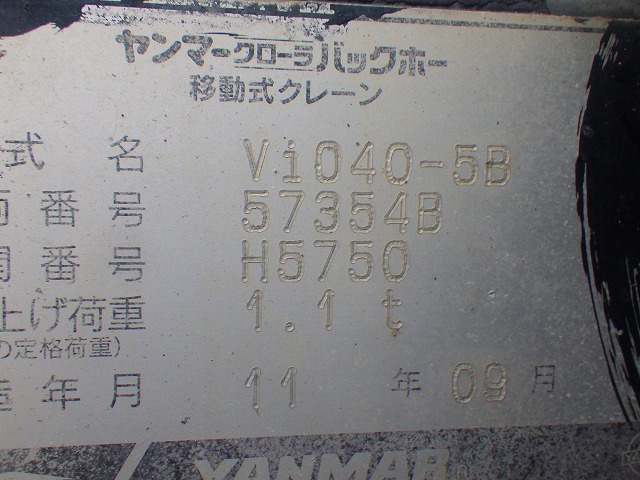 ヤンマークローラバックホー
移動式クレーン
式 名 ViO40-5B
番号 57354B
番号 H5750
上げ荷重 1.1 t
の定格荷重)
年月 11 年 09 月
YANMAR